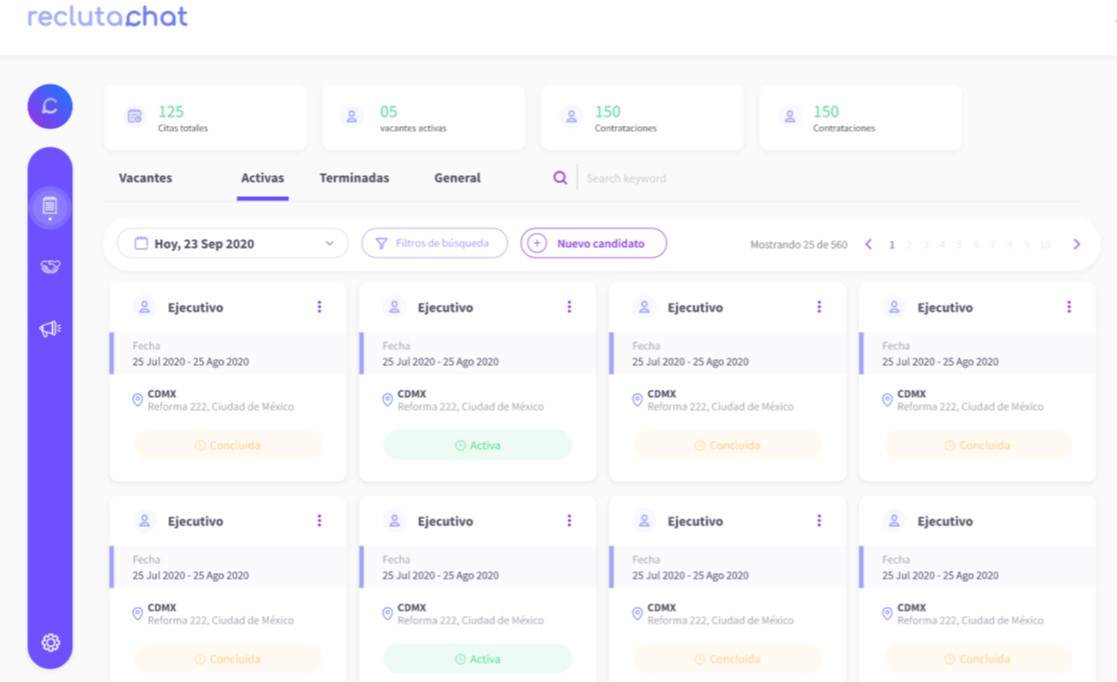 reclutachat
125
Citas totales
05
vacantes activas
150
Contrataciones
150
Contrataciones
Vacantes Activas Terminadas General Search keyword
Hoy, 23 Sep 2020 Filtros de búsqueda + Nuevo candidato Mostrando 25 de 560 < 1 2 3 4 5 6 7 8 9 10 >
Ejecutivo
Fecha
25 Jul 2020 - 25 Ago 2020
CDMX
Reforma 222, Ciudad de México
Concluida
Ejecutivo
Fecha
25 Jul 2020 - 25 Ago 2020
CDMX
Reforma 222, Ciudad de México
Activa
Ejecutivo
Fecha
25 Jul 2020 - 25 Ago 2020
CDMX
Reforma 222, Ciudad de México
Concluida
Ejecutivo
Fecha
25 Jul 2020 - 25 Ago 2020
CDMX
Reforma 222, Ciudad de México
Concluida
Ejecutivo
Fecha
25 Jul 2020 - 25 Ago 2020
CDMX
Reforma 222, Ciudad de México
Concluida
Ejecutivo
Fecha
25 Jul 2020 - 25 Ago 2020
CDMX
Reforma 222, Ciudad de México
Activa
Ejecutivo
Fecha
25 Jul 2020 - 25 Ago 2020
CDMX
Reforma 222, Ciudad de México
Concluida
Ejecutivo
Fecha
25 Jul 2020 - 25 Ago 2020
CDMX
Reforma 222, Ciudad de México
Concluida